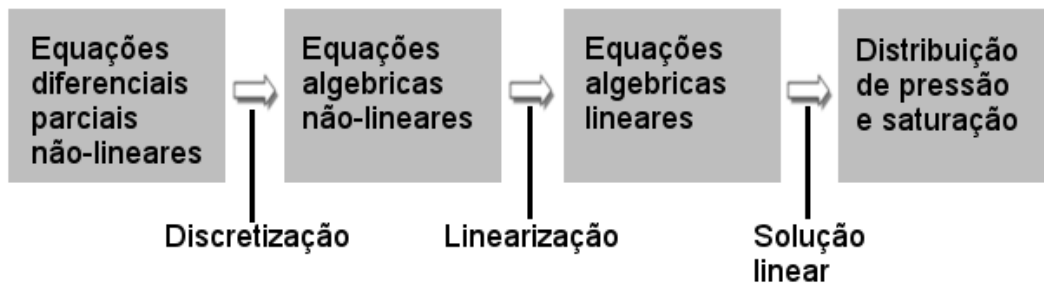 Equações
diferenciais
parciais
não-lineares
Equações
algebricas
não-lineares
Equações
algebricas
lineares
Distribuição
de pressão
e saturação
Discretização
Linearização
Solução
linear